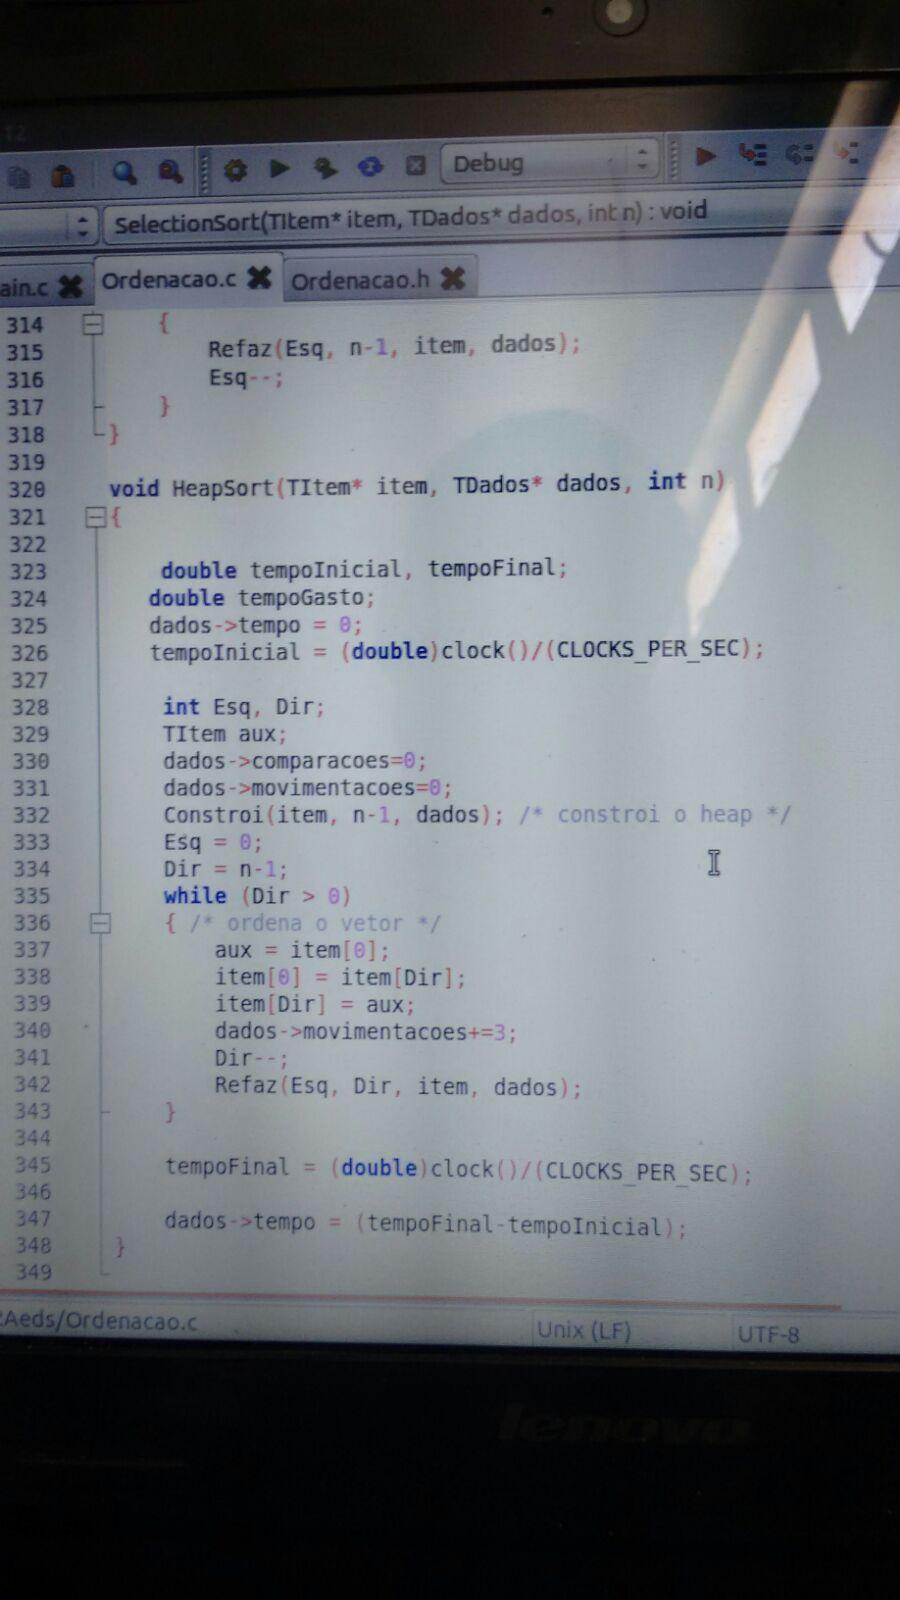 12
Debug
SelectionSort(TItem* item, TDados* dados, int n) : void
ain.c Ordenacao.c Ordenacao.h
314 {
315 Refaz(Esq, n-1, item, dados);
316 Esq--;
317 }
318 }
319
320 void HeapSort(TItem* item, TDados* dados, int n)
321 {
322
323 double tempoInicial, tempoFinal;
324 double tempoGasto;
325 dados->tempo = 0;
326 tempoInicial = (double)clock()/(CLOCKS_PER_SEC);
327
328 int Esq, Dir;
329 TItem aux;
330 dados->comparacoes=0;
331 dados->movimentacoes=0;
332 Constroi(item, n-1, dados); /* constroi o heap */
333 Esq = 0;
334 Dir = n-1;
335 while (Dir > 0)
336 { /* ordena o vetor */
337 aux = item[0];
338 item[0] = item[Dir];
339 item[Dir] = aux;
340 dados->movimentacoes+=3;
341 Dir--;
342 Refaz(Esq, Dir, item, dados);
343 }
344
345 tempoFinal = (double)clock()/(CLOCKS_PER_SEC);
346
347 dados->tempo = (tempoFinal-tempoInicial);
348 }
349
Aeds/Ordenacao.c Unix (LF) UTF-8
lenovo